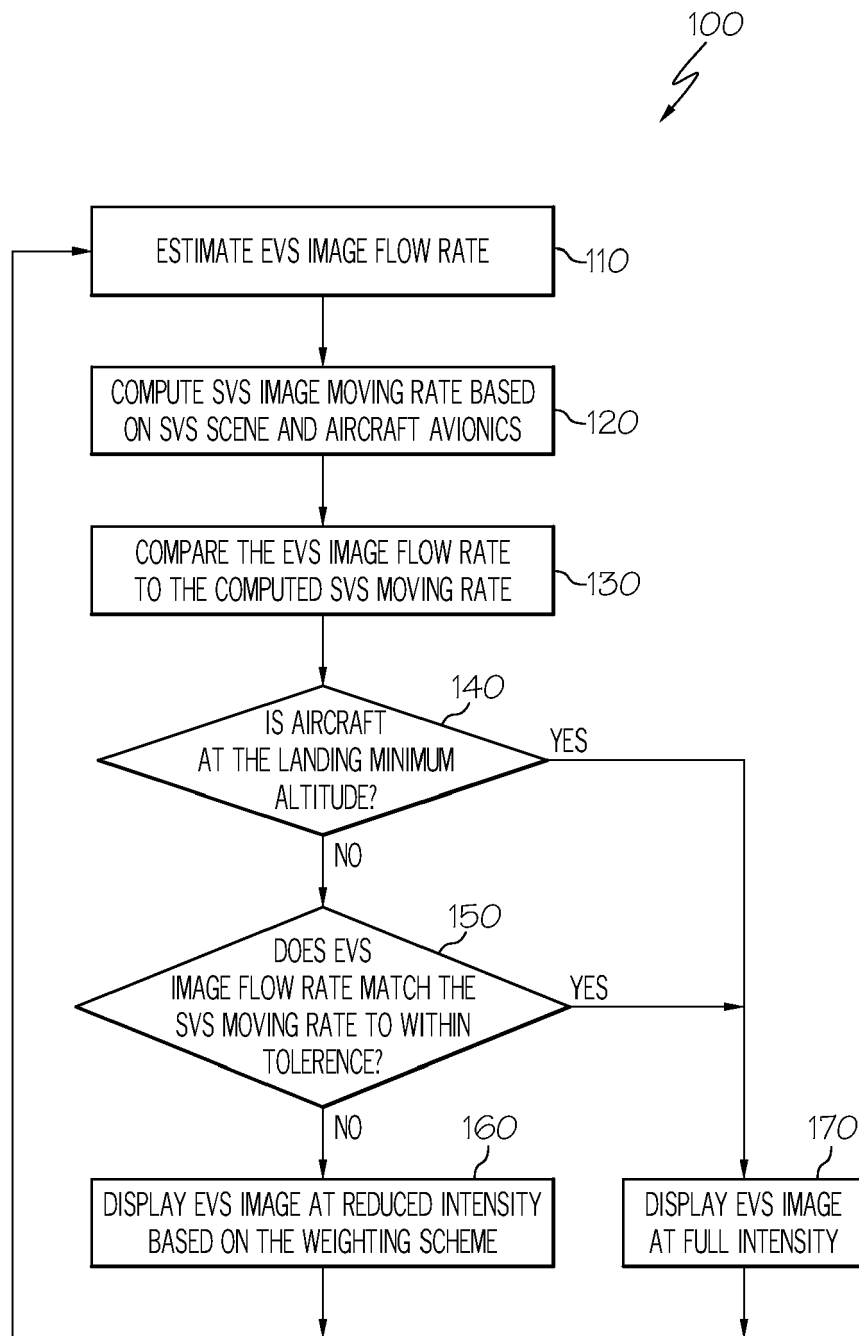 100
ESTIMATE EVS IMAGE FLOW RATE
110
COMPUTE SVS IMAGE MOVING RATE BASED
ON SVS SCENE AND AIRCRAFT AVIONICS
120
COMPARE THE EVS IMAGE FLOW RATE
TO THE COMPUTED SVS MOVING RATE
130
140
IS AIRCRAFT
AT THE LANDING MINIMUM
ALTITUDE?
YES
NO
150
DOES EVS
IMAGE FLOW RATE MATCH THE
SVS MOVING RATE TO WITHIN
TOLERENCE?
YES
NO
160
DISPLAY EVS IMAGE AT REDUCED INTENSITY
BASED ON THE WEIGHTING SCHEME
170
DISPLAY EVS IMAGE
AT FULL INTENSITY